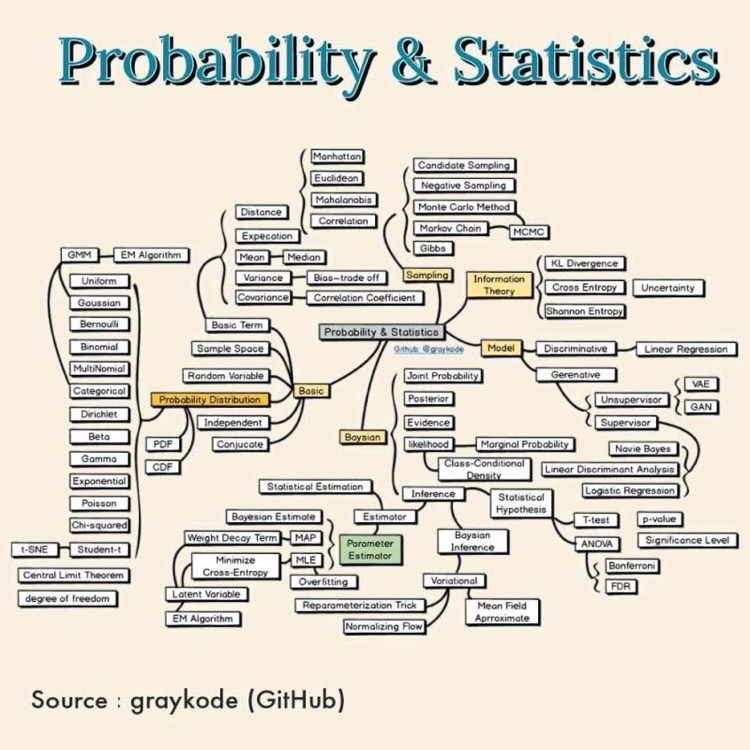 Probability & Statistics
Manhattan
Euclidean
Mahalanobis
Correlation
Distance
Expecation
Mean
Median
Variance
Bias-trade off
Covariance
Correlation Coefficient
Candidate Sampling
Negative Sampling
Monte Carlo Method
Markov Chain
MCMC
Gibbs
Sampling
Information
Theory
KL Divergence
Cross Entropy
Uncertainty
Shannon Entropy
GMM
EM Algorithm
Uniform
Gaussian
Bernoulli
Binomial
MultiNomial
Categorical
Dirichlet
Beta
Gamma
Exponential
Poisson
Chi-squared
t-SNE
Student-t
Central Limit Theorem
degree of freedom
Basic Term
Sample Space
Random Variable
Probability Distribution
Basic
Independent
Conjucate
PDF
CDF
Probability & Statistics
Github @graykode
Model
Discriminative
Linear Regression
Gerenative
Unsupervisor
VAE
GAN
Supervisor
Navie Bayes
Linear Discriminant Analysis
Logistic Regression
Baysian
Joint Probability
Posterior
Evidence
likelihood
Marginal Probability
Class-Conditional
Density
Inference
Statistical
Hypothesis
T-test
p-value
ANOVA
Significance Level
Bonferroni
FDR
Baysian
Inference
Variational
Reparameterization Trick
Normalizing Flow
Mean Field
Aprroximate
Statistical Estimation
Estimator
Parameter
Estimator
Bayesian Estimate
Weight Decay Term
MAP
Minimize
Cross-Entropy
MLE
Overfitting
Latent Variable
EM Algorithm
Source : graykode (GitHub)